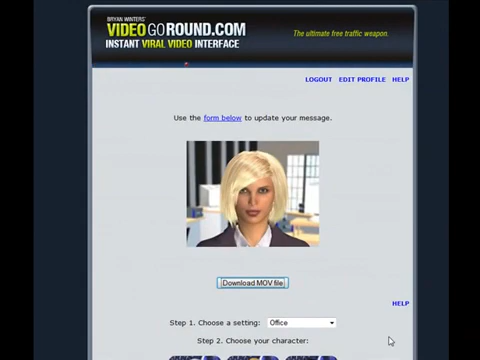 BRYAN WINTERS'
VIDEOGOROUND.COM
INSTANT VIRAL VIDEO INTERFACE
The ultimate free traffic weapon.
LOGOUT EDIT PROFILE HELP
Use the form below to update your message.
Download MOV file
HELP
Step 1. Choose a setting: Office
Step 2. Choose your character: